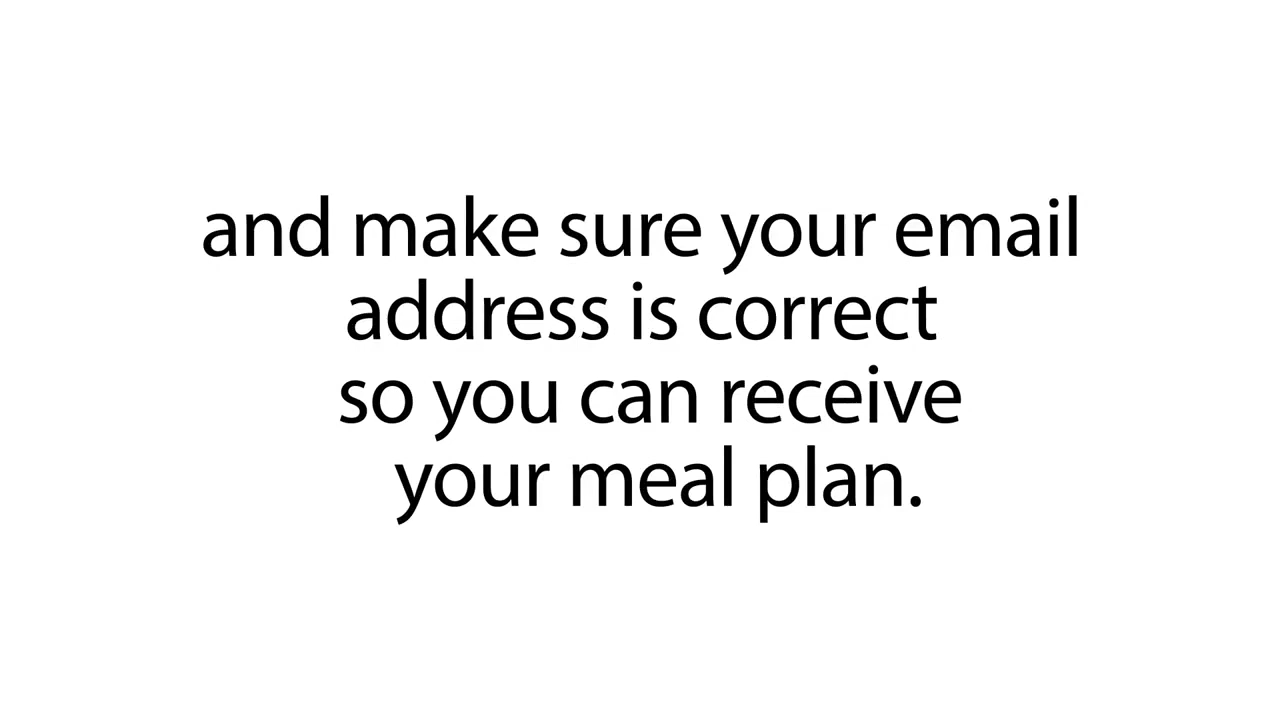 and make sure your email
address is correct
so you can receive
your meal plan.